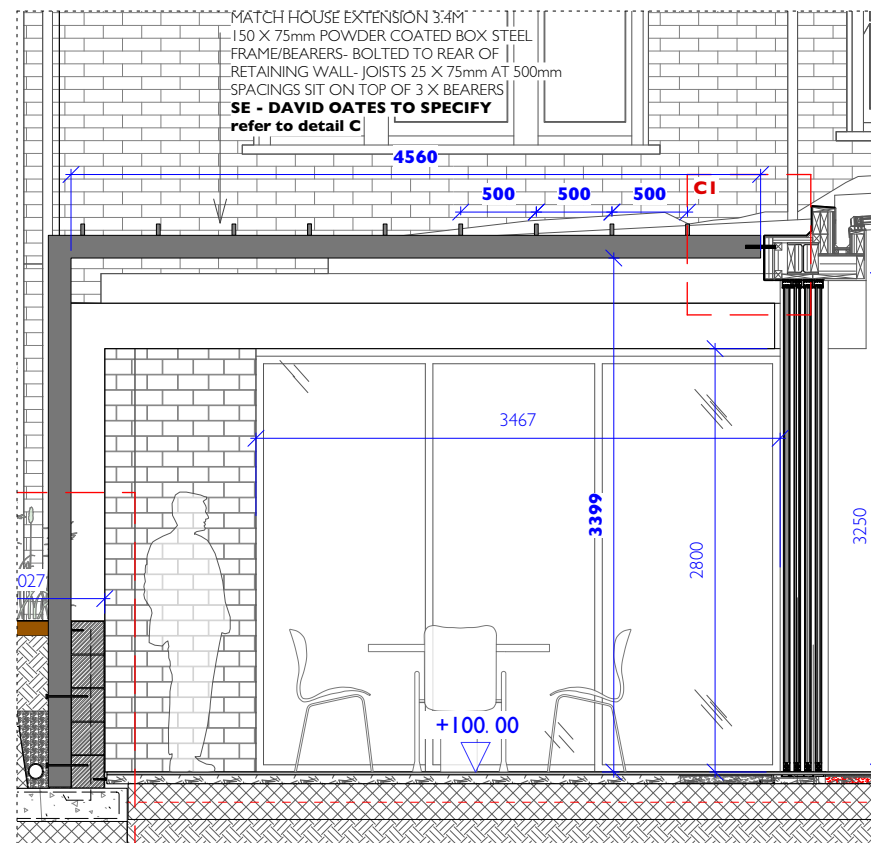 MATCH HOUSE EXTENSION 3.4M
150 X 75mm POWDER COATED BOX STEEL
FRAME/BEARERS- BOLTED TO REAR OF
RETAINING WALL- JOISTS 25 X 75mm AT 500mm
SPACINGS SIT ON TOP OF 3 X BEARERS
SE - DAVID OATES TO SPECIFY
refer to detail C
4560
500 500 500 C1
3467
3399
2800
3250
027
+100.00